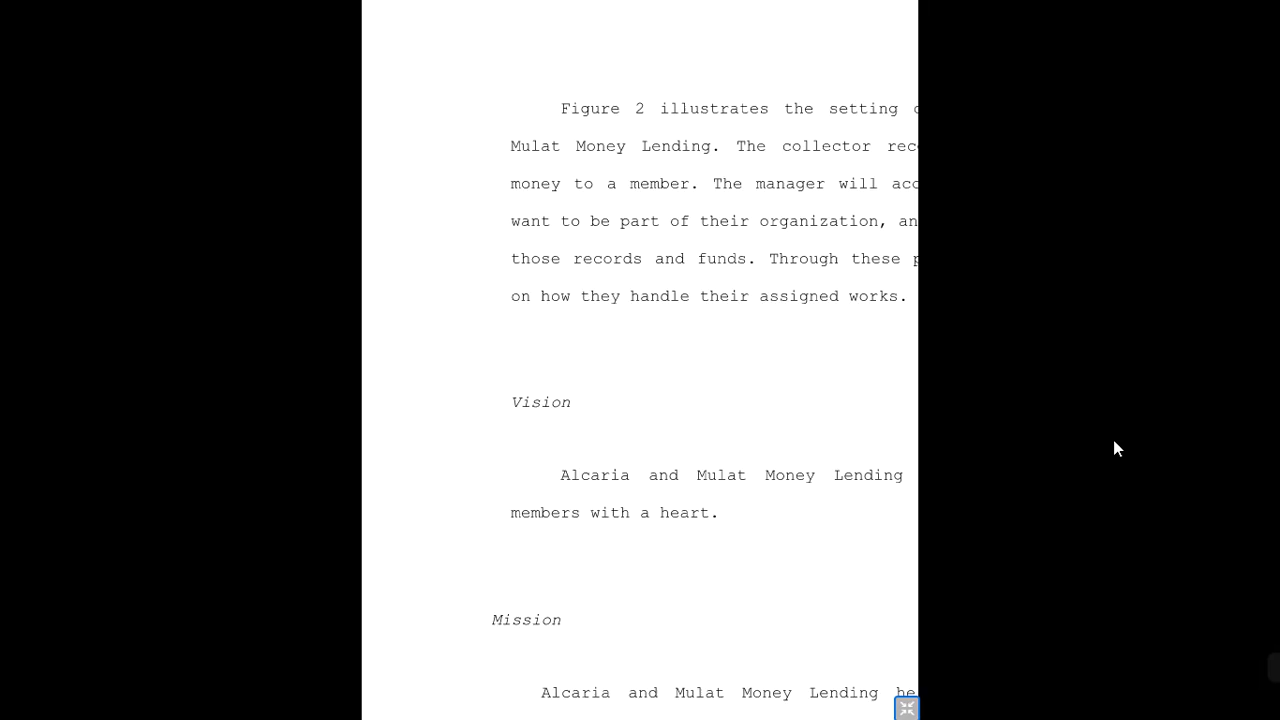 Figure 2 illustrates the setting
Mulat Money Lending. The collector
money to a member. The manager will
want to be part of their organization,
those records and funds. Through these
on how they handle their assigned works.
Vision
Alcaria and Mulat Money Lending
members with a heart.
Mission
Alcaria and Mulat Money Lending